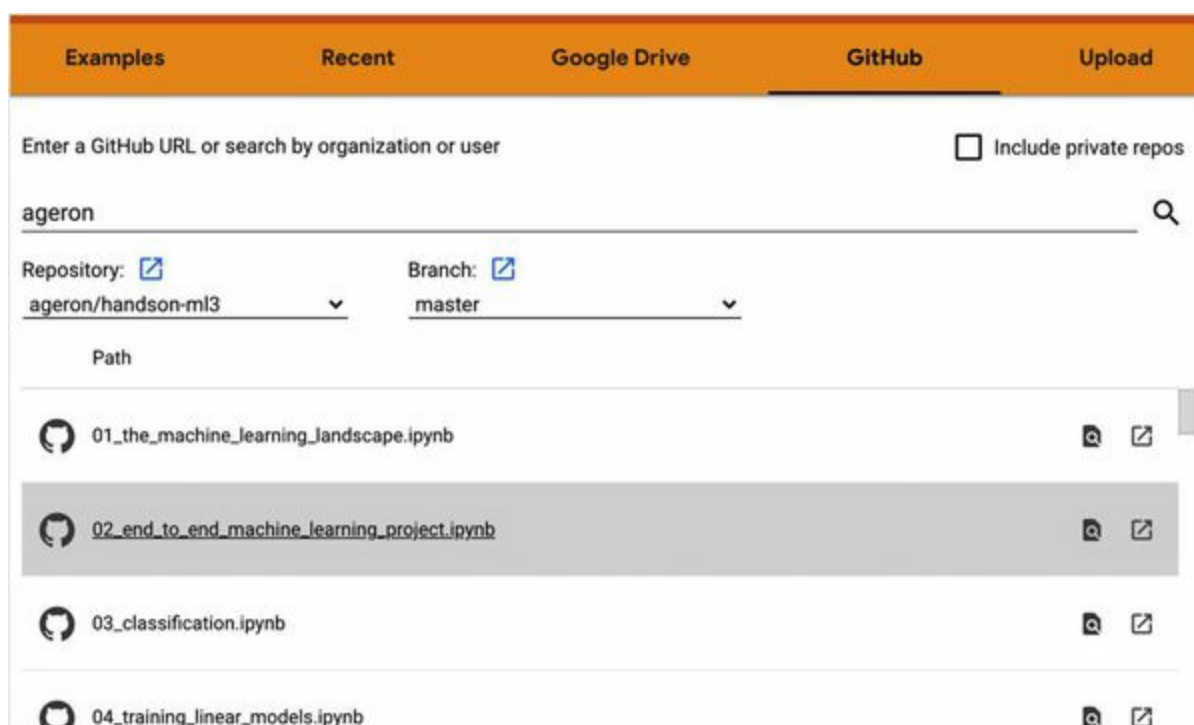 Examples Recent Google Drive GitHub Upload
Enter a GitHub URL or search by organization or user Include private repos
ageron
Repository: Branch:
ageron/handson-ml3 master
Path
01_the_machine_learning_landscape.ipynb
02_end_to_end_machine_learning_project.ipynb
03_classification.ipynb
04_training_linear_models.ipynb